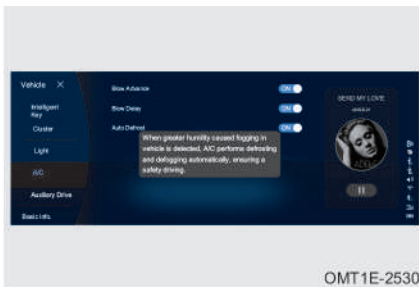 Vehicle
Intelligent
Key
Cluster
Light
A/C
Auxiliary Drive
Basic info.
Blow Advance
ON
Blow Delay
ON
Auto Defrost
ON
When greater humidity caused fogging in
vehicle is detected, A/C performs defrosting
and defogging automatically, ensuring a
safety driving.
SEND MY LOVE
ADELE
OMT1E-2530